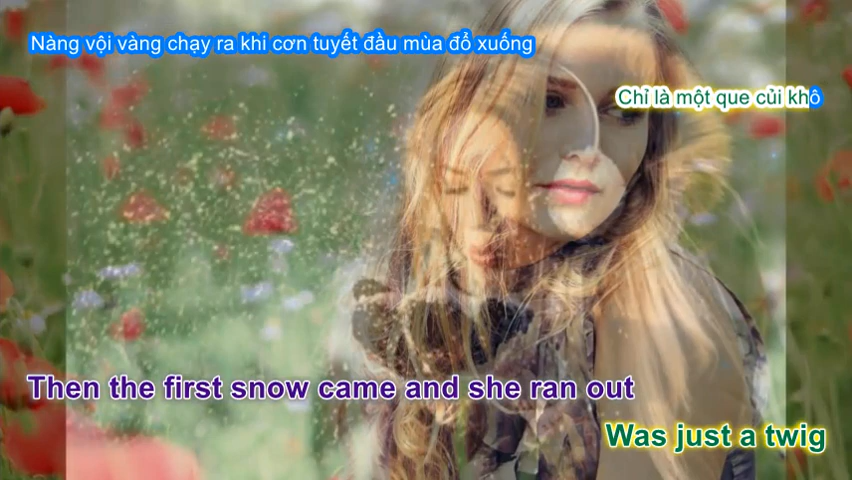 Nàng vội vàng chạy ra khi cơn tuyết đầu mùa đổ xuống
Chỉ là một que củi khô
Then the first snow came and she ran out
Was just a twig